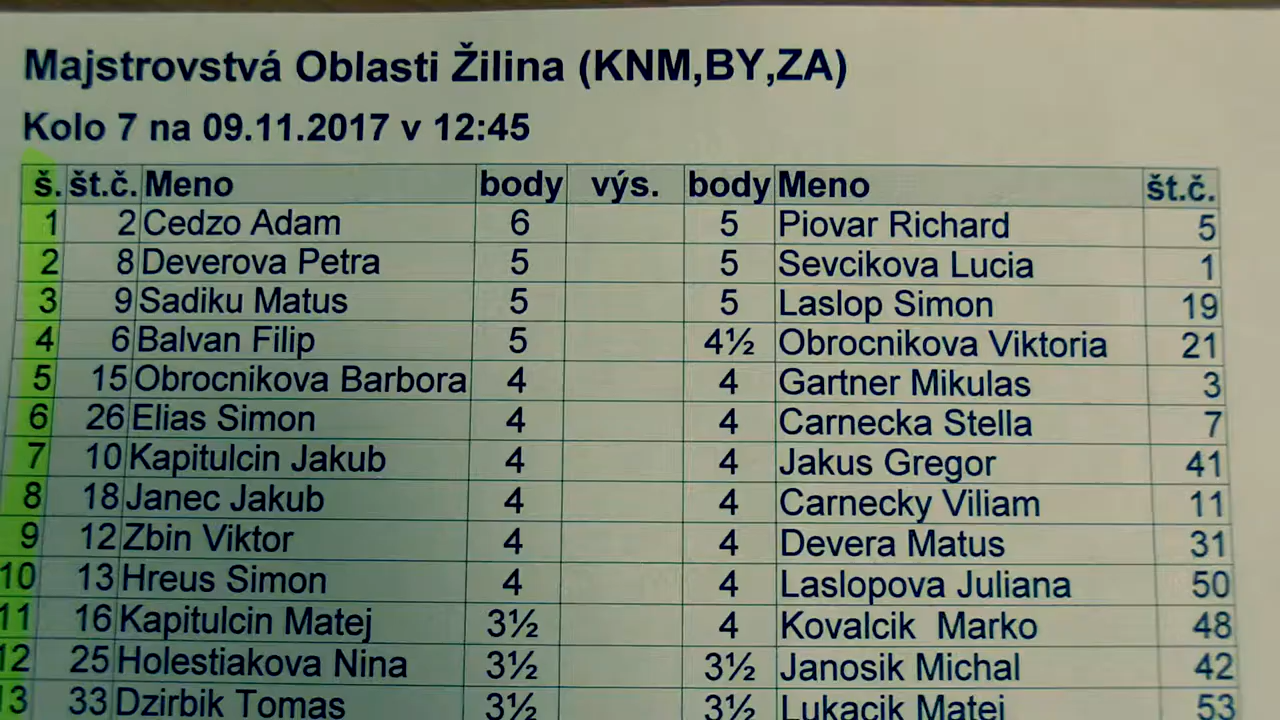 Majstrovstvá Oblasti Žilina (KNM,BY,ZA)
Kolo 7 na 09.11.2017 v 12:45
š. št.č. Meno body výs. body Meno št.č.
1 2 Cedzo Adam 6 5 Piovar Richard 5
2 8 Deverova Petra 5 5 Sevcikova Lucia 1
3 9 Sadiku Matus 5 5 Laslop Simon 19
4 6 Balvan Filip 5 4½ Obrocnikova Viktoria 21
5 15 Obrocnikova Barbora 4 4 Gartner Mikulas 3
6 26 Elias Simon 4 4 Carnecka Stella 7
7 10 Kapitulcin Jakub 4 4 Jakus Gregor 41
8 18 Janec Jakub 4 4 Carnecky Viliam 11
9 12 Zbin Viktor 4 4 Devera Matus 31
10 13 Hreus Simon 4 4 Laslopova Juliana 50
11 16 Kapitulcin Matej 3½ 4 Kovalcik Marko 48
12 25 Holestiakova Nina 3½ 3½ Janosik Michal 42
13 33 Dzirbik Tomas 3½ 3½ Lukacik Matej 53